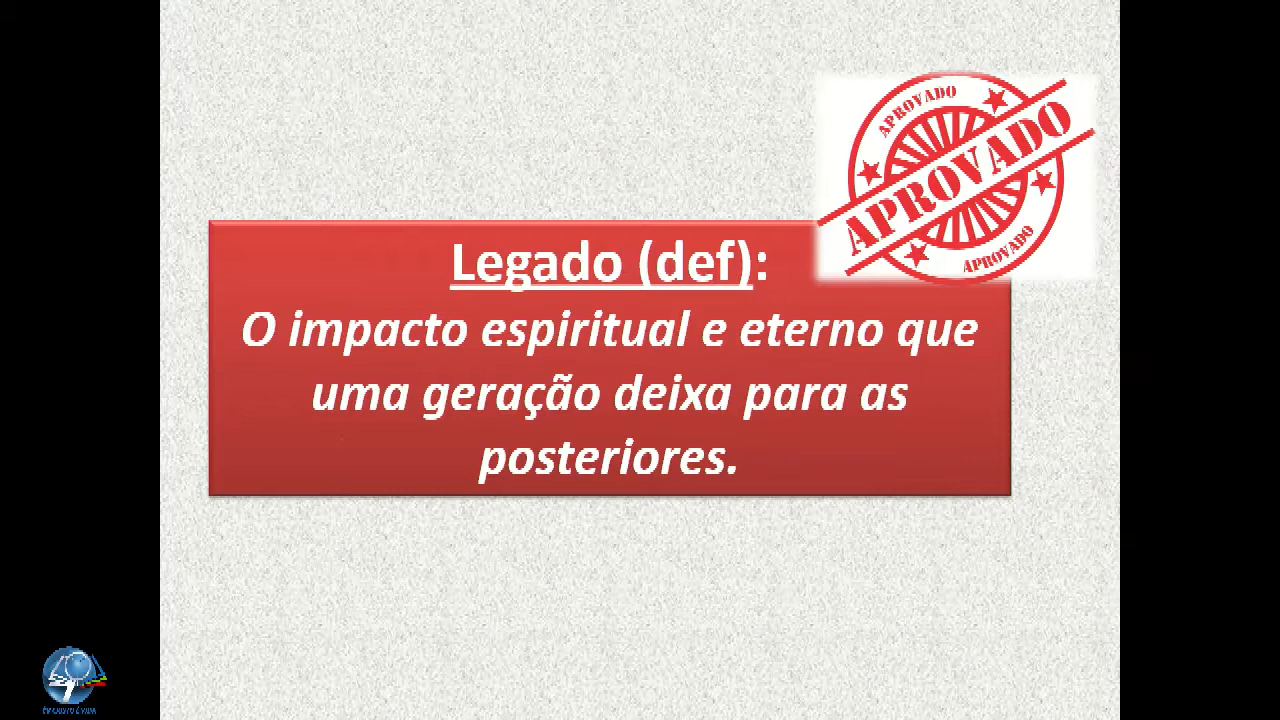 APROVADO
APROVADO
APROVADO
Legado (def):
O impacto espiritual e eterno que
uma geração deixa para as
posteriores.